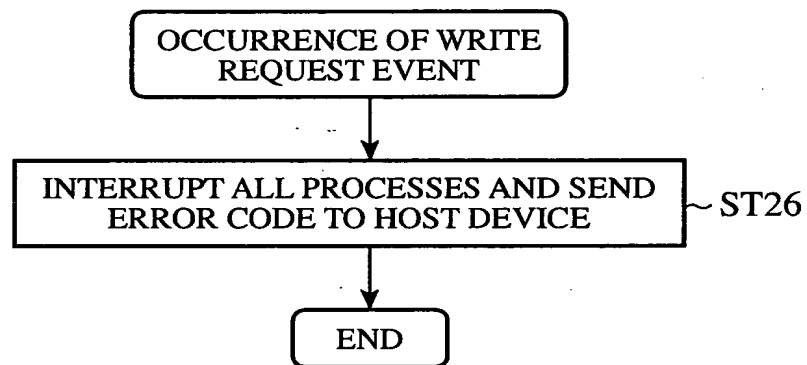 OCCURRENCE OF WRITE
REQUEST EVENT
INTERRUPT ALL PROCESSES AND SEND
ERROR CODE TO HOST DEVICE
~ST26
END